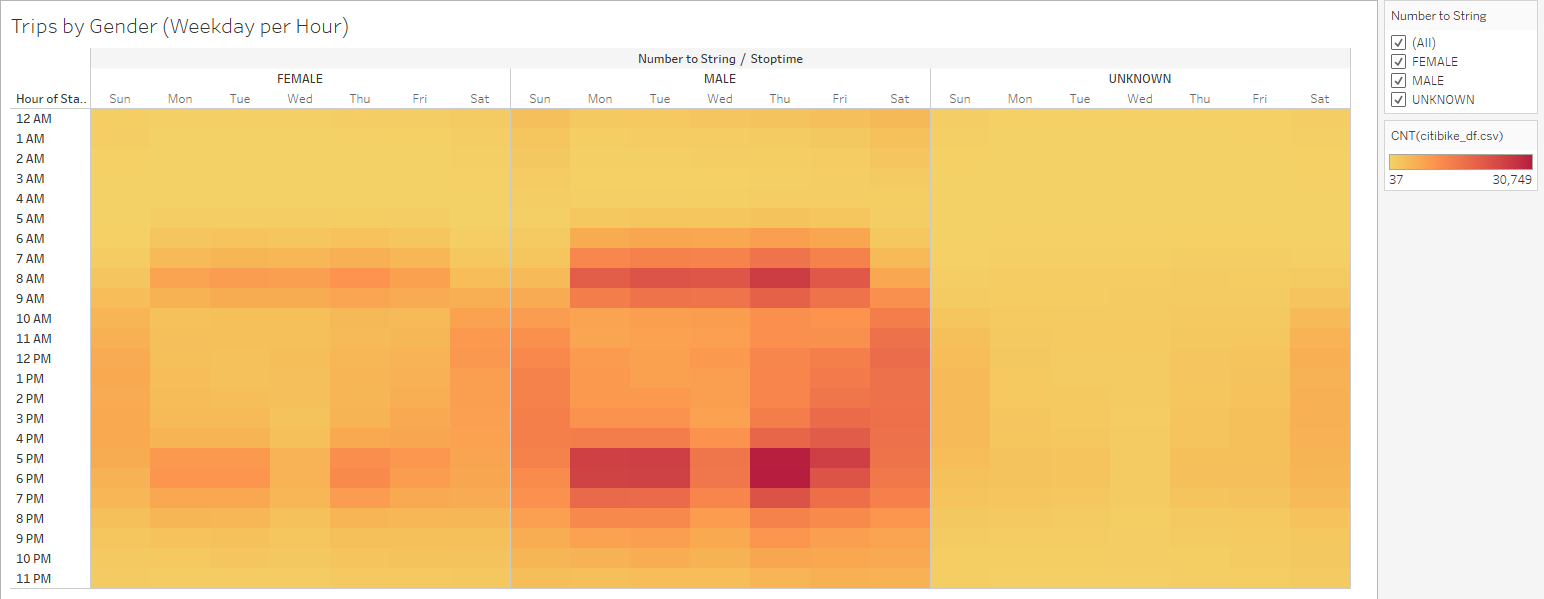 Trips by Gender (Weekday per Hour)
Number to String / Stoptime
FEMALE MALE UNKNOWN
Hour of Sta.. Sun Mon Tue Wed Thu Fri Sat Sun Mon Tue Wed Thu Fri Sat Sun Mon Tue Wed Thu Fri Sat
12 AM
1 AM
2 AM
3 AM
4 AM
5 AM
6 AM
7 AM
8 AM
9 AM
10 AM
11 AM
12 PM
1 PM
2 PM
3 PM
4 PM
5 PM
6 PM
7 PM
8 PM
9 PM
10 PM
11 PM
Number to String
(All)
FEMALE
MALE
UNKNOWN
CNT(citibike_df.csv)
37 30,749